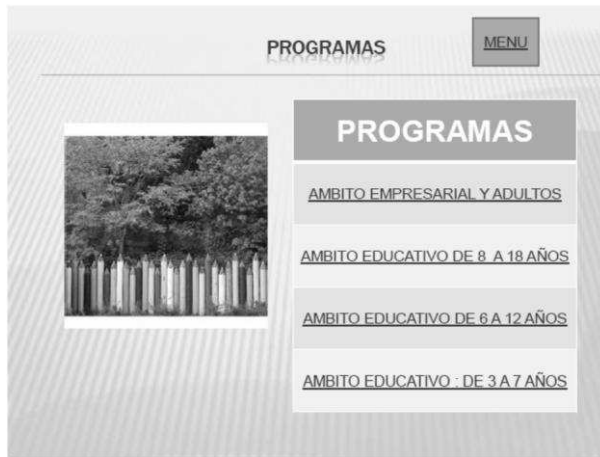 PROGRAMAS
MENU
PROGRAMAS
AMBITO EMPRESARIAL Y ADULTOS
AMBITO EDUCATIVO DE 8 A 18 AÑOS
AMBITO EDUCATIVO DE 6 A 12 AÑOS
AMBITO EDUCATIVO : DE 3 A 7 AÑOS